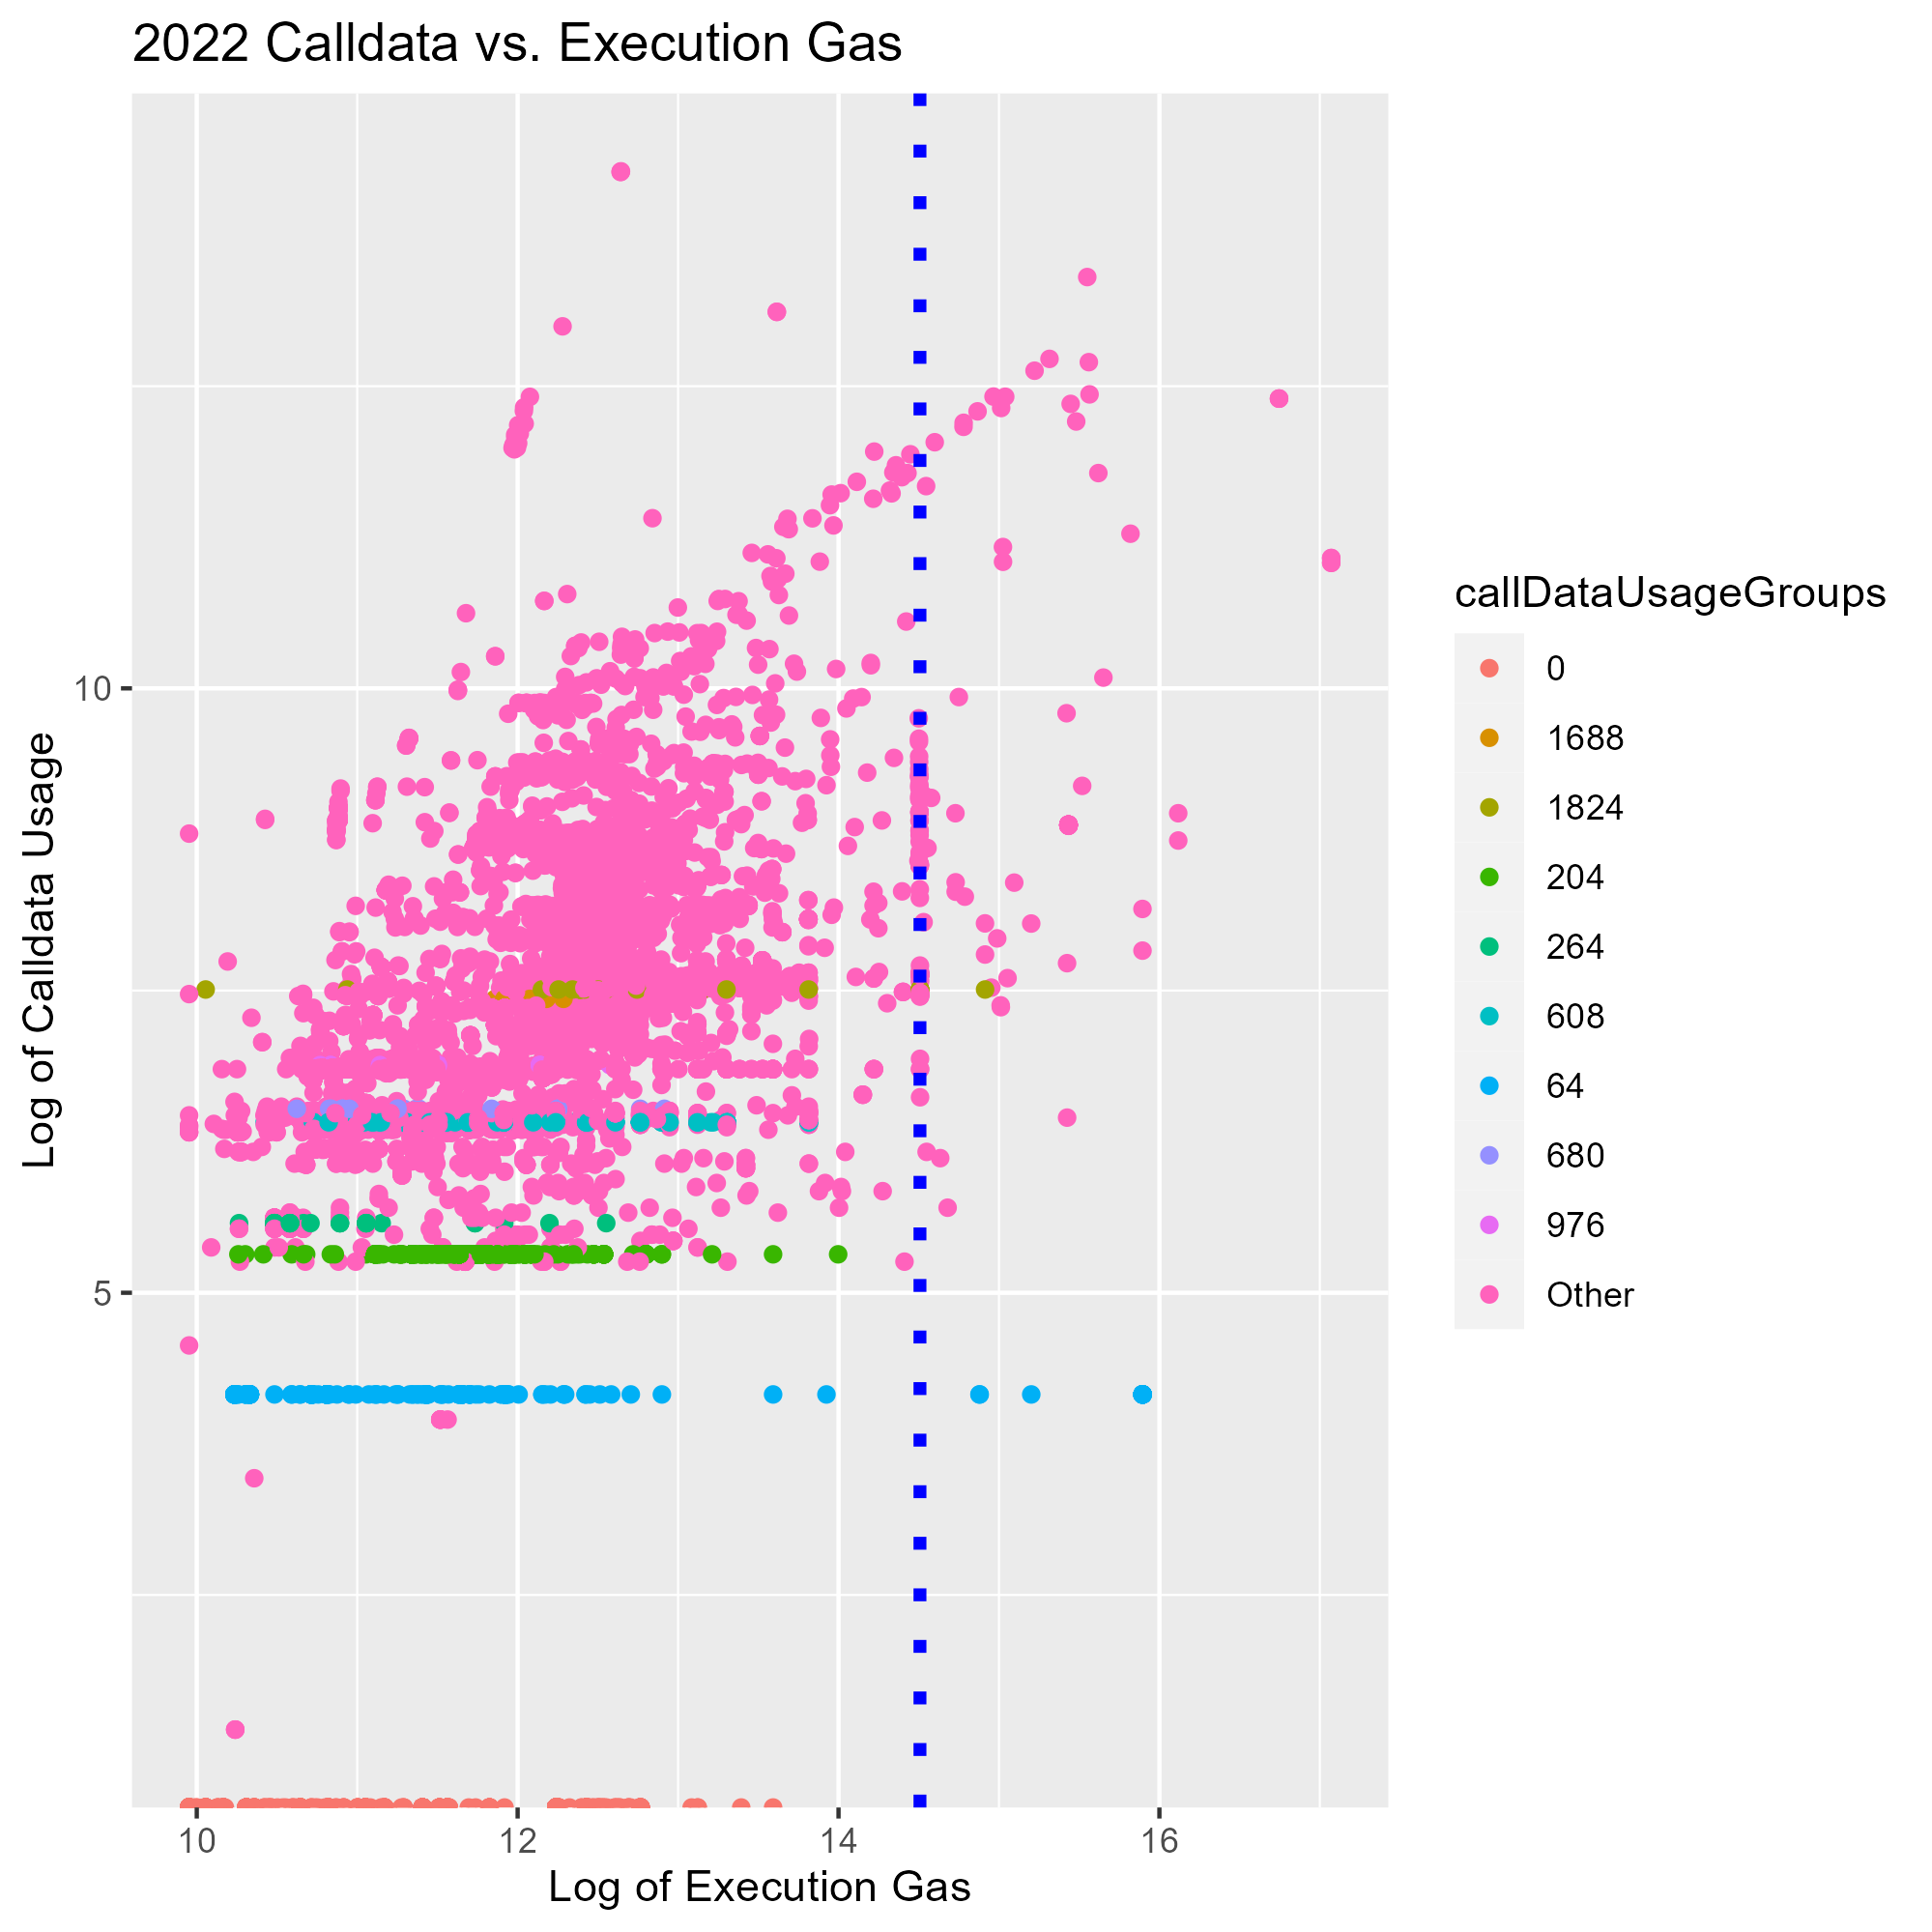 2022 Calldata vs. Execution Gas
Log of Calldata Usage
10
5
10 12 14 16
Log of Execution Gas
callDataUsageGroups
0
1688
1824
204
264
608
64
680
976
Other